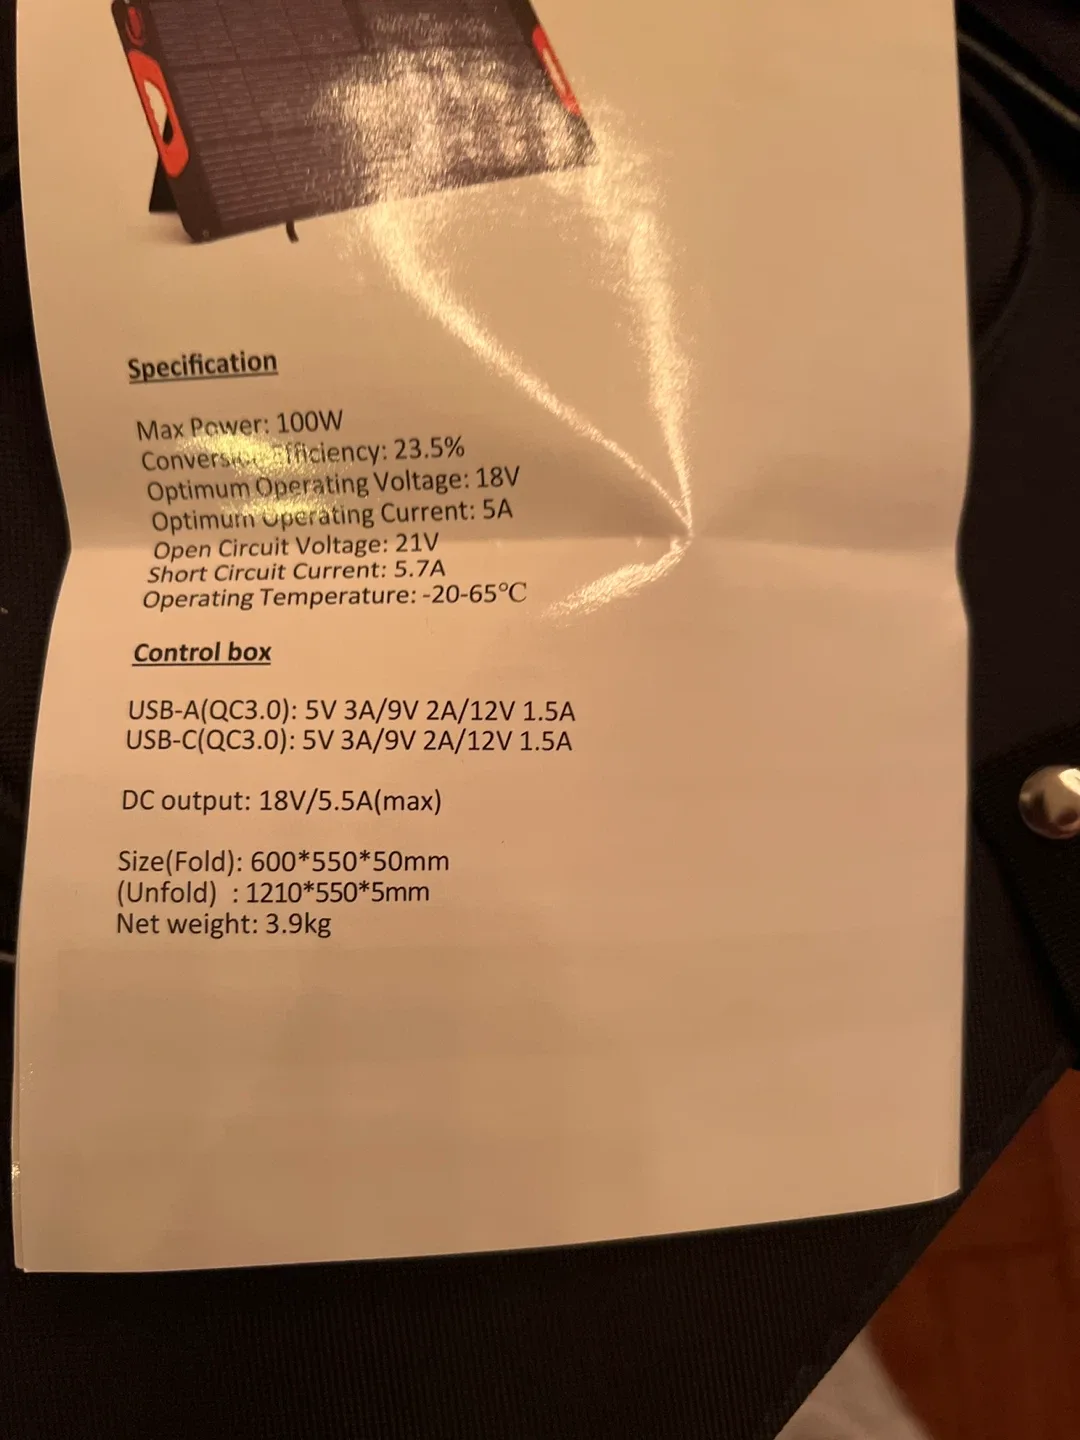 Specification
Max Power: 100W
Conversion Efficiency: 23.5%
Optimum Operating Voltage: 18V
Optimum Operating Current: 5A
Open Circuit Voltage: 21V
Short Circuit Current: 5.7A
Operating Temperature: -20-65℃
Control box
USB-A(QC3.0): 5V 3A/9V 2A/12V 1.5A
USB-C(QC3.0): 5V 3A/9V 2A/12V 1.5A
DC output: 18V/5.5A(max)
Size(Fold): 600*550*50mm
(Unfold) : 1210*550*5mm
Net weight: 3.9kg